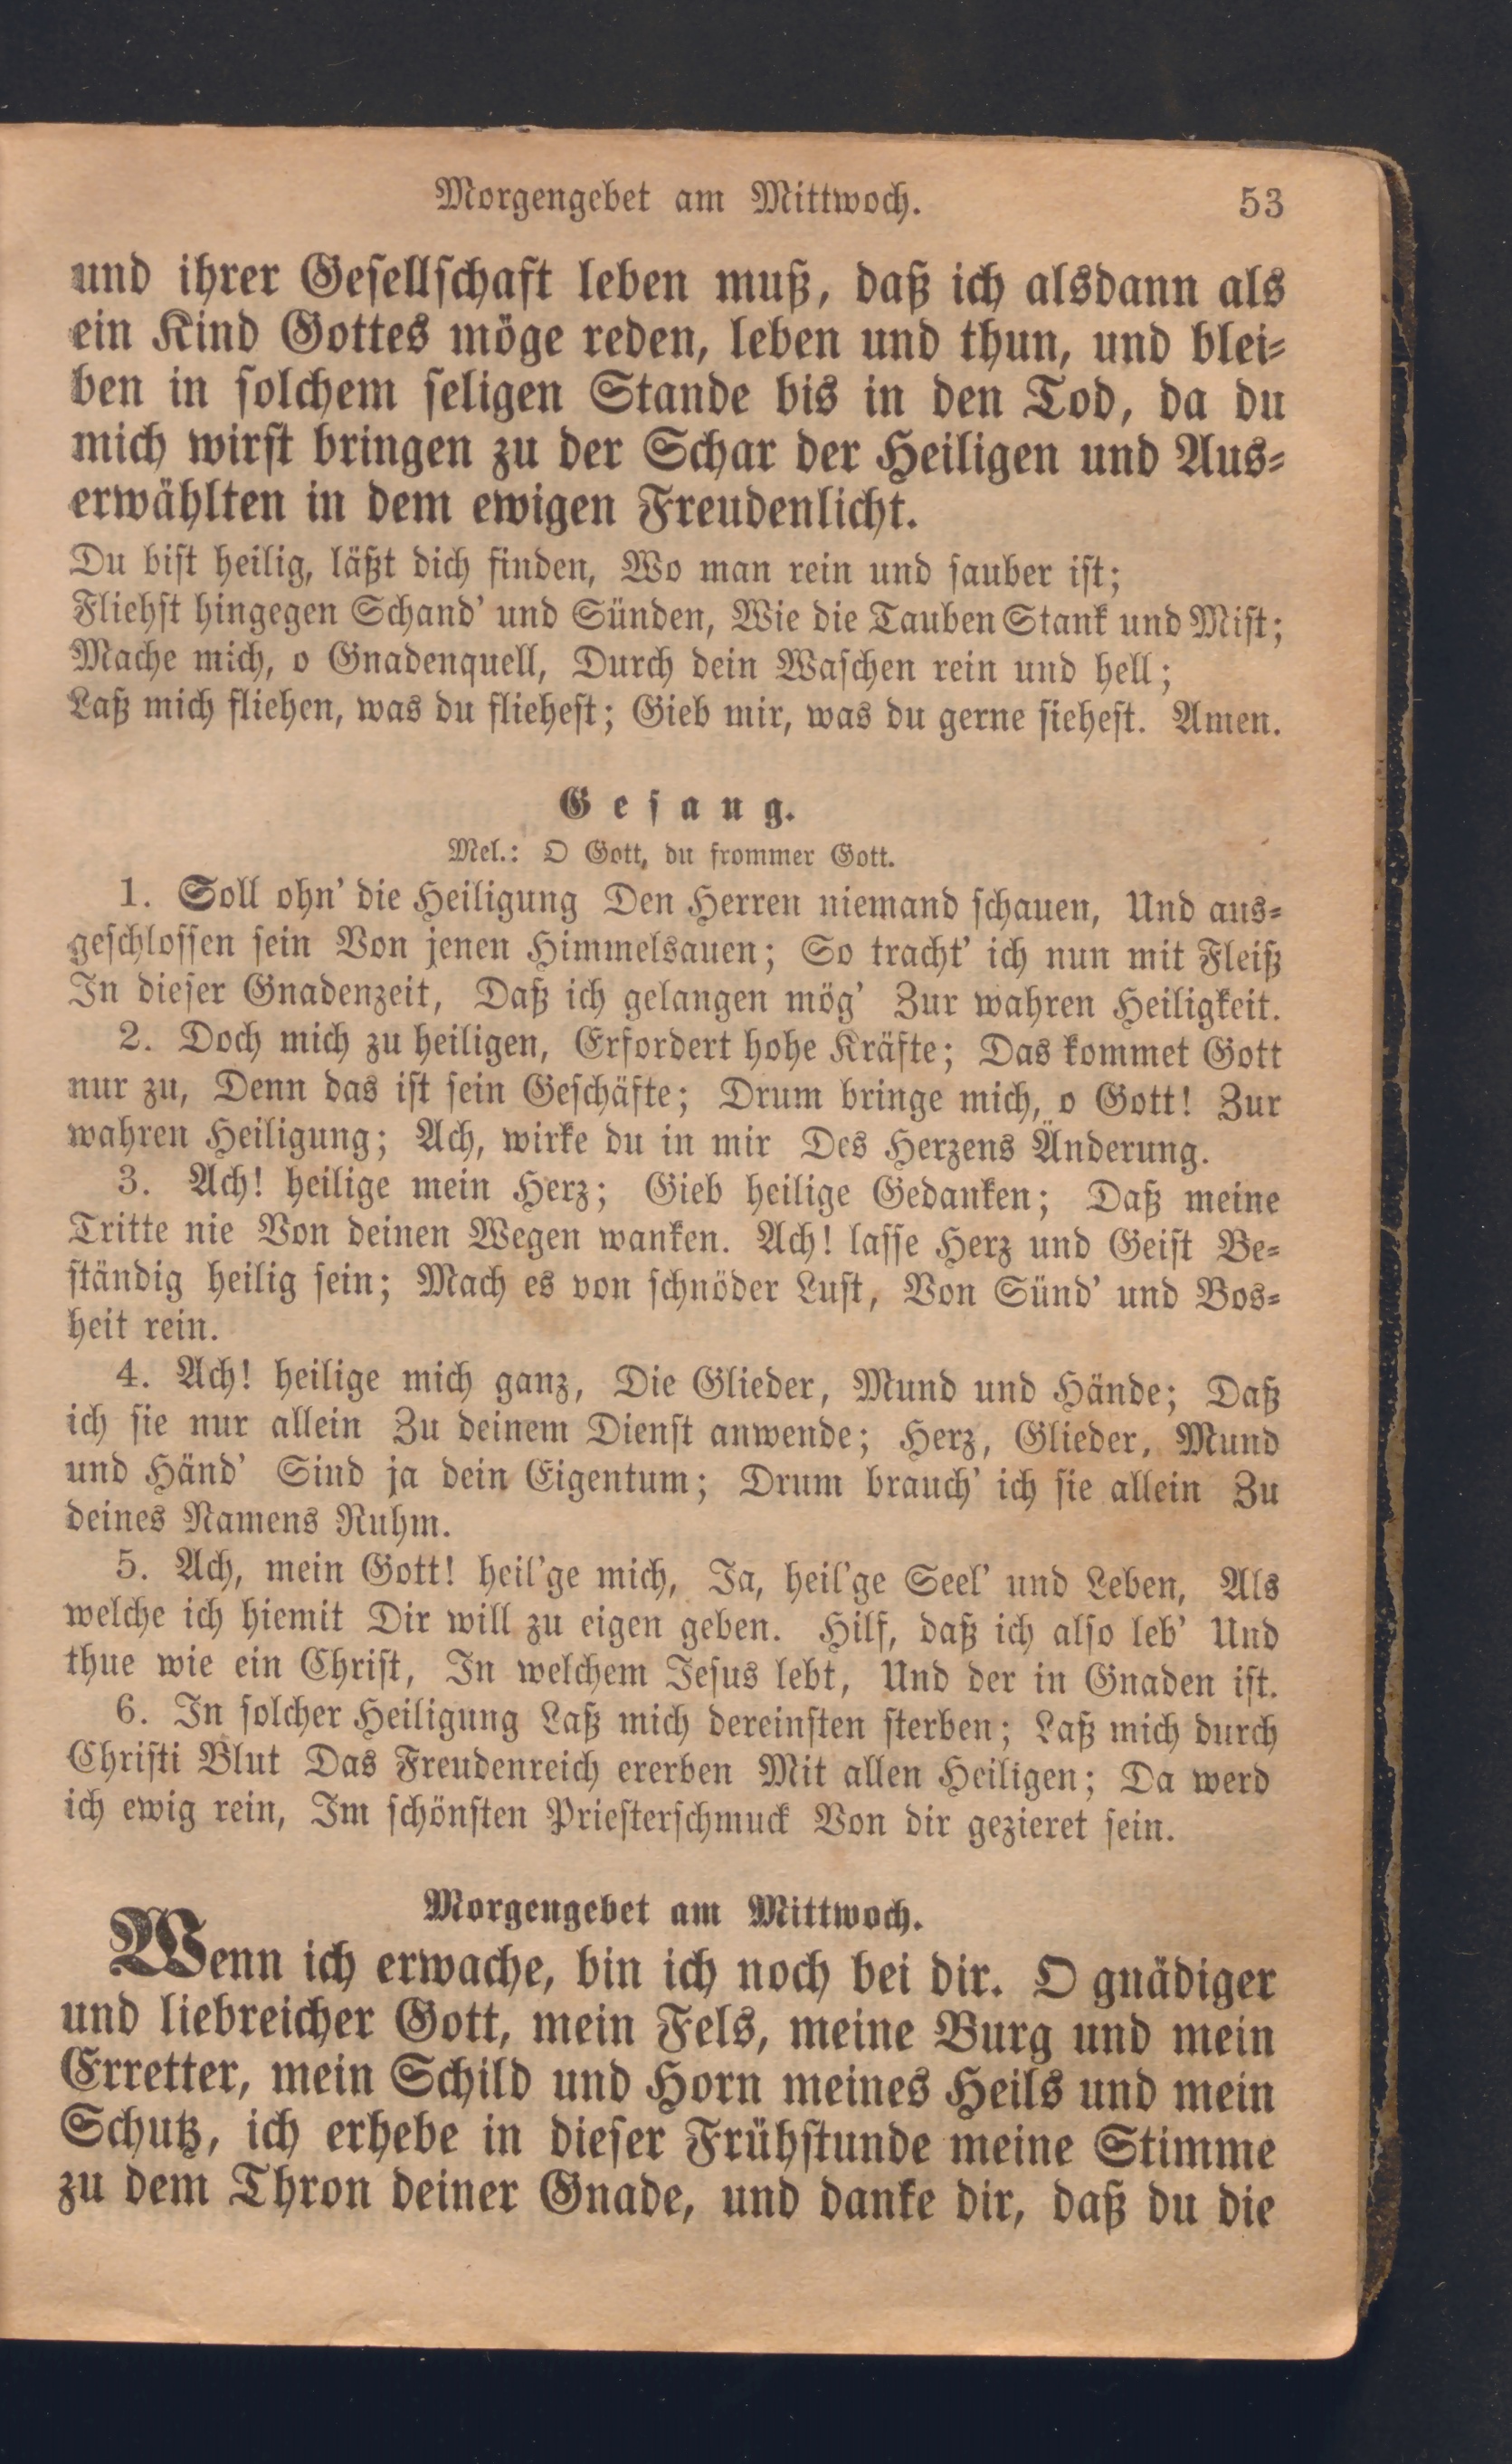 Morgengebet am Mittwoch. 53
und ihrer Gesellschaft leben muß, daß ich alsdann als
ein Kind Gottes möge reden, leben und thun, und blei-
ben in solchem seligen Stande bis in den Tod, da du
mich wirst bringen zu der Schar der Heiligen und Aus-
erwählten in dem ewigen Freudenlicht.
Du bist heilig, läßt dich finden, Wo man rein und sauber ist;
Fliehst hingegen Schand' und Sünden, Wie die Tauben Stank und Mist;
Mache mich, o Gnadenquell, Durch dein Waschen rein und hell;
Laß mich fliehen, was du fliehest; Gieb mir, was du gerne siehest. Amen.
Gesang.
Mel.: O Gott, du frommer Gott.
1. Soll ohn' die Heiligung Den Herren niemand schauen, Und aus-
geschlossen sein Von jenen Himmelsauen; So tracht' ich nun mit Fleiß
In dieser Gnadenzeit, Daß ich gelangen mög' Zur wahren Heiligkeit.
2. Doch mich zu heiligen, Erfordert hohe Kräfte; Das kommet Gott
nur zu, Denn das ist sein Geschäfte; Drum bringe mich, o Gott! Zur
wahren Heiligung; Ach, wirke du in mir Des Herzens Änderung.
3. Ach! heilige mein Herz; Gieb heilige Gedanken; Daß meine
Tritte nie Von deinen Wegen wanken. Ach! lasse Herz und Geist Be-
ständig heilig sein; Mach es von schnöder Lust, Von Sünd' und Bos-
heit rein.
4. Ach! heilige mich ganz, Die Glieder, Mund und Hände; Daß
ich sie nur allein Zu deinem Dienst anwende; Herz, Glieder, Mund
und Händ' Sind ja dein Eigentum; Drum brauch' ich sie allein Zu
deines Namens Ruhm.
5. Ach, mein Gott! heil'ge mich, Ja, heil'ge Seel' und Leben, Als
welche ich hiemit Dir will zu eigen geben. Hilf, daß ich also leb' Und
thue wie ein Christ, In welchem Jesus lebt, Und der in Gnaden ist.
6. In solcher Heiligung Laß mich dereinsten sterben; Laß mich durch
Christi Blut Das Freudenreich ererben Mit allen Heiligen; Da werd
ich ewig rein, Im schönsten Priesterschmuck Von dir gezieret sein.
Morgengebet am Mittwoch.
Wenn ich erwache, bin ich noch bei dir. O gnädiger
und liebreicher Gott, mein Fels, meine Burg und mein
Erretter, mein Schild und Horn meines Heils und mein
Schutz, ich erhebe in dieser Frühstunde meine Stimme
zu dem Thron deiner Gnade, und danke dir, daß du die